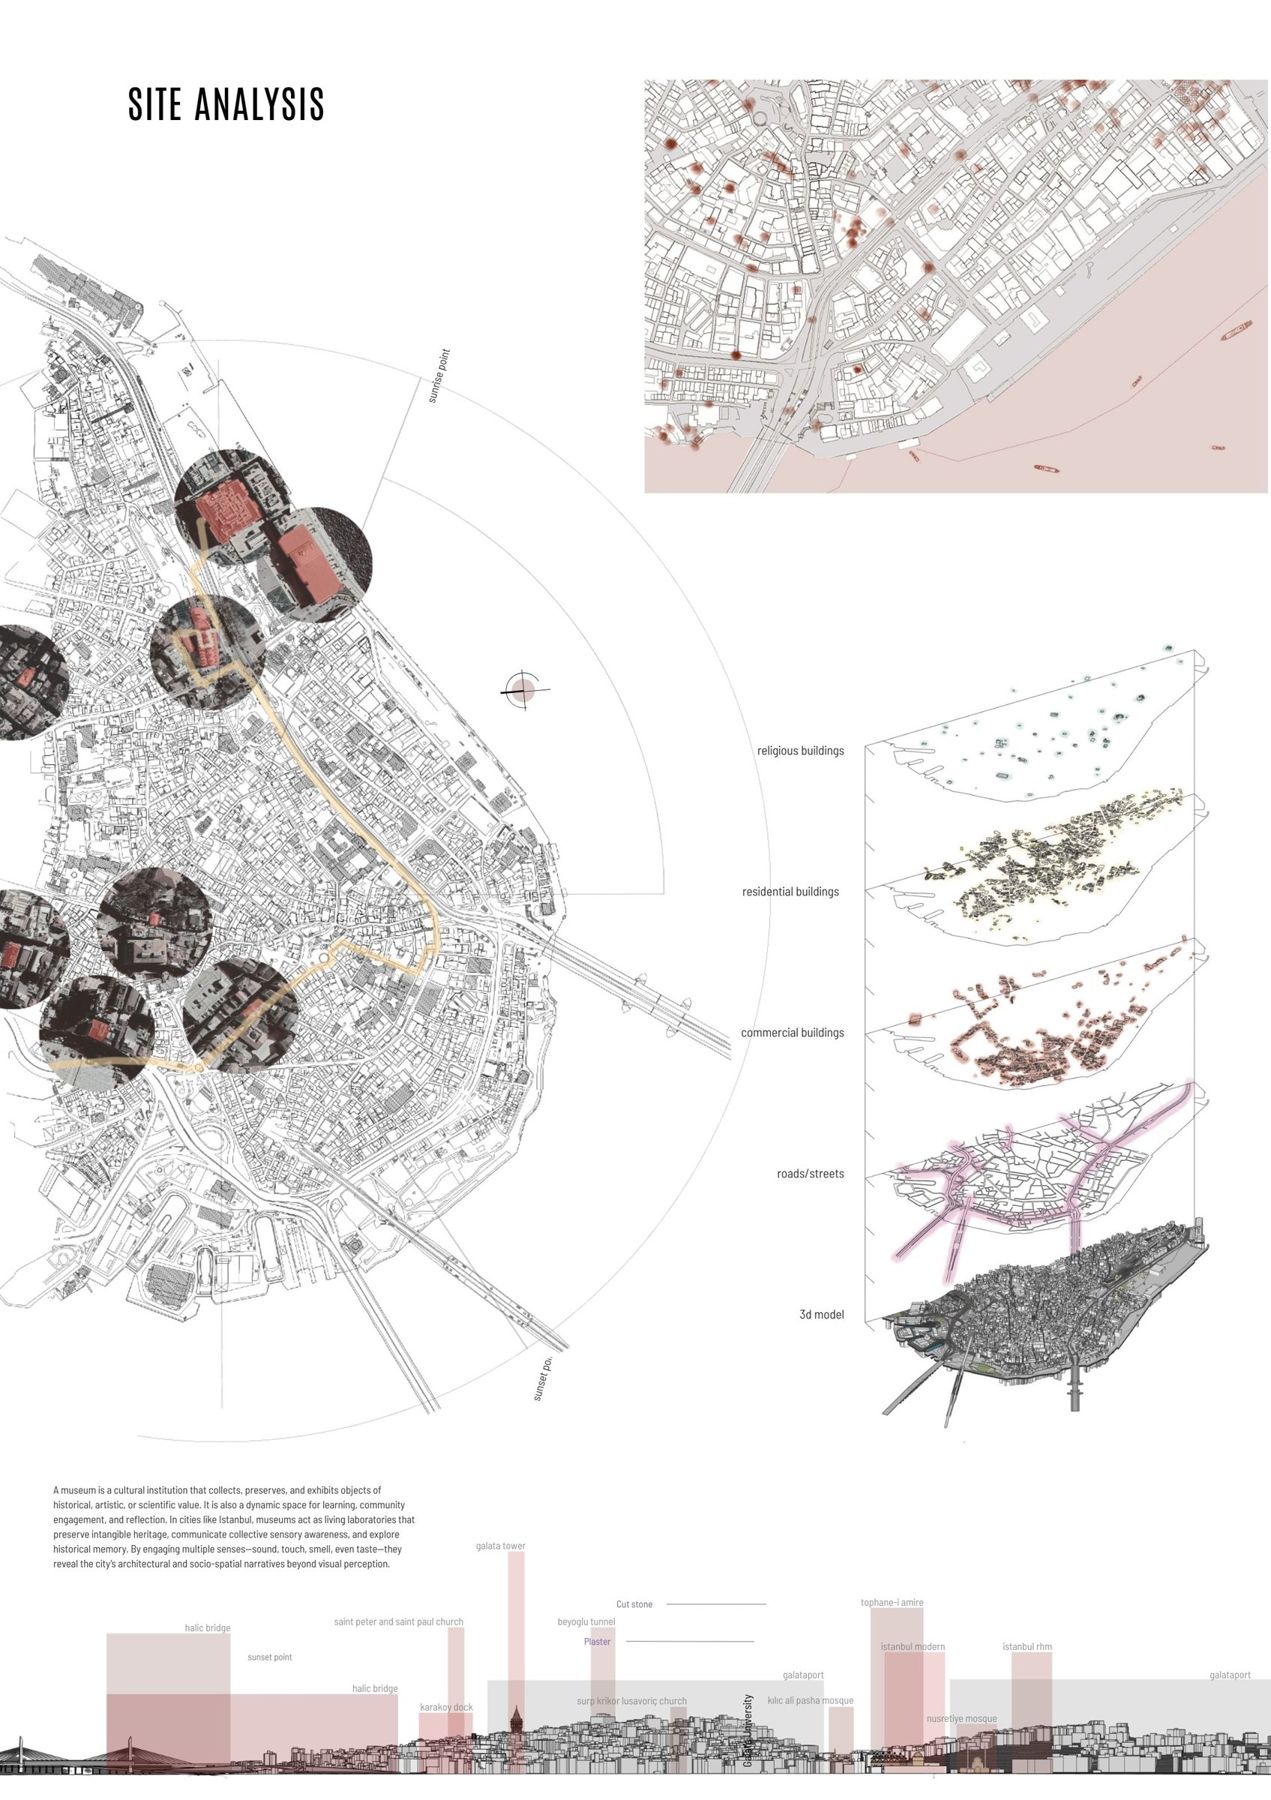 SITE ANALYSIS
sunrise point
religious buildings
residential buildings
commercial buildings
roads/streets
3d model
A museum is a cultural institution that collects, preserves, and exhibits objects of
historical, artistic, or scientific value. It is also a dynamic space for learning, community
engagement, and reflection. In cities like Istanbul, museums act as living laboratories that
preserve intangible heritage, communicate collective sensory awareness, and explore
historical memory. By engaging multiple senses—sound, touch, smell, even taste—they
reveal the city's architectural and socio-spatial narratives beyond visual perception.
sunset
galata tower
Cut stone
tophane-i amire
saint peter and saint paul church
beyoglu tunnel
halic bridge
Plaster
istanbul modern
istanbul rhm
sunset point
galataport
galataport
halic bridge
karakoy dock
surp krikor lusavoriç church
University
kılıc ali pasha mosque
nusretiye mosque